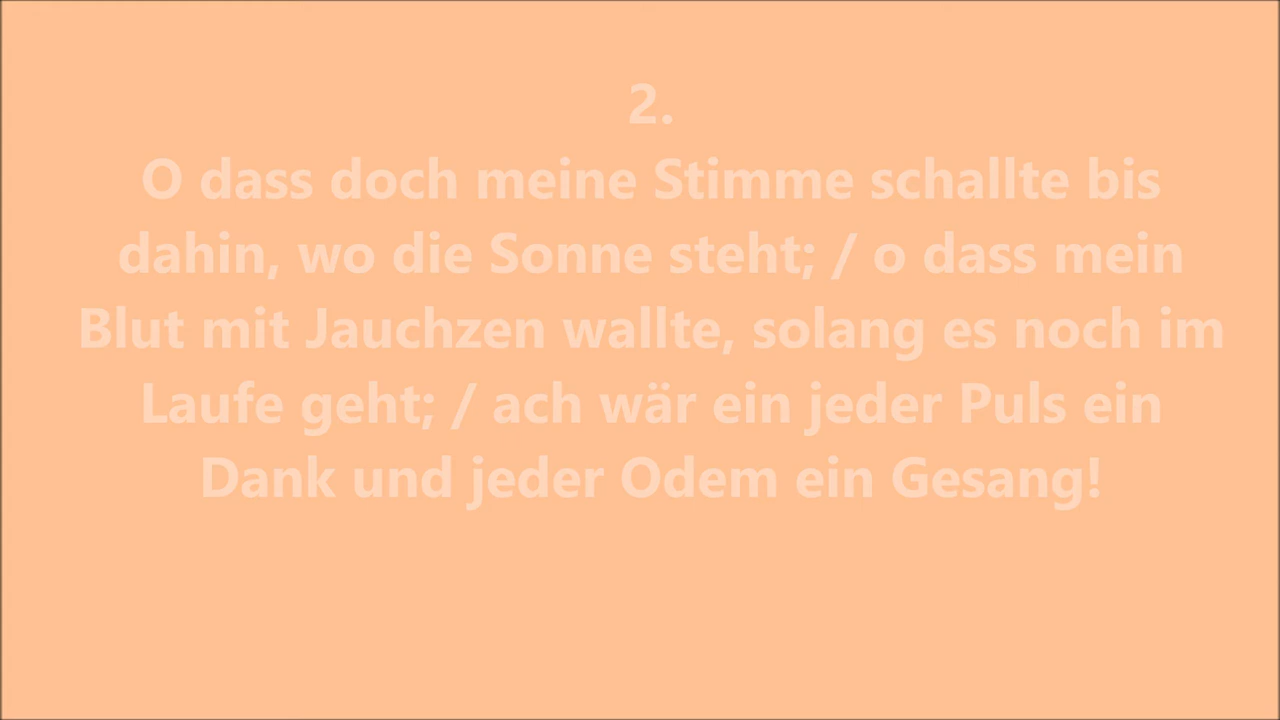 2.
O dass doch meine Stimme schallte bis
dahin, wo die Sonne steht; / o dass mein
Blut mit Jauchzen wallte, solang es noch im
Laufe geht; / ach wär ein jeder Puls ein
Dank und jeder Odem ein Gesang!